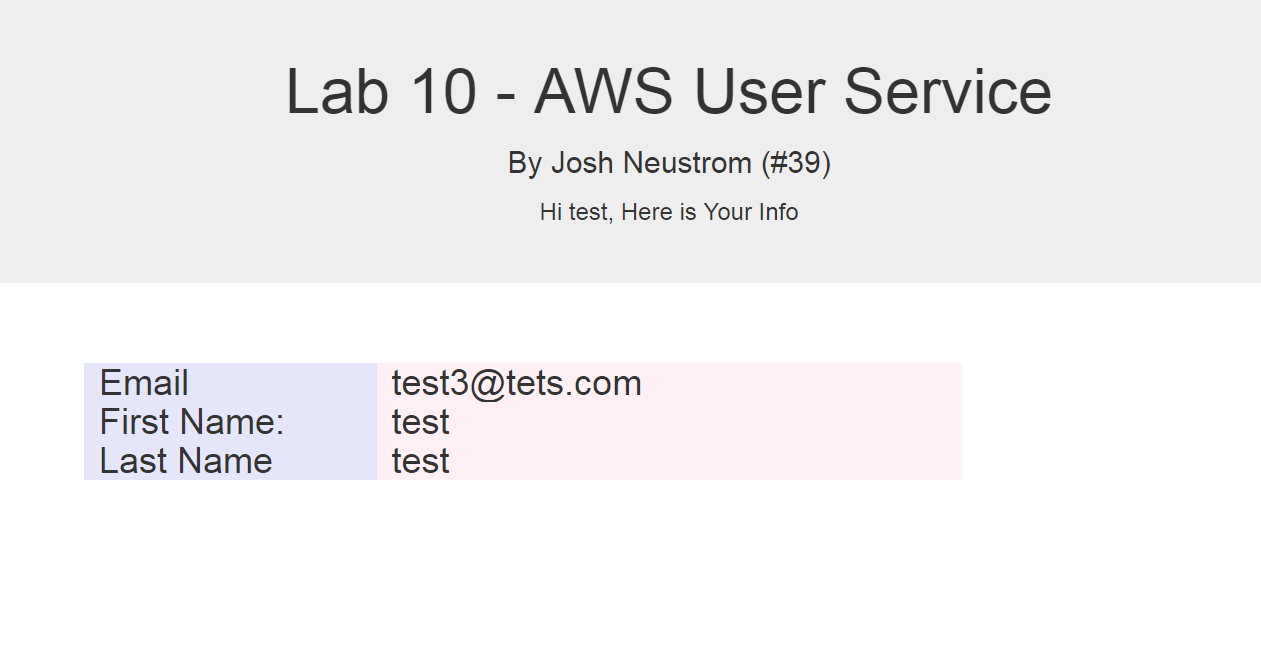 Lab 10 - AWS User Service
By Josh Neustrom (#39)
Hi test, Here is Your Info
Email test3@tets.com
First Name: test
Last Name test